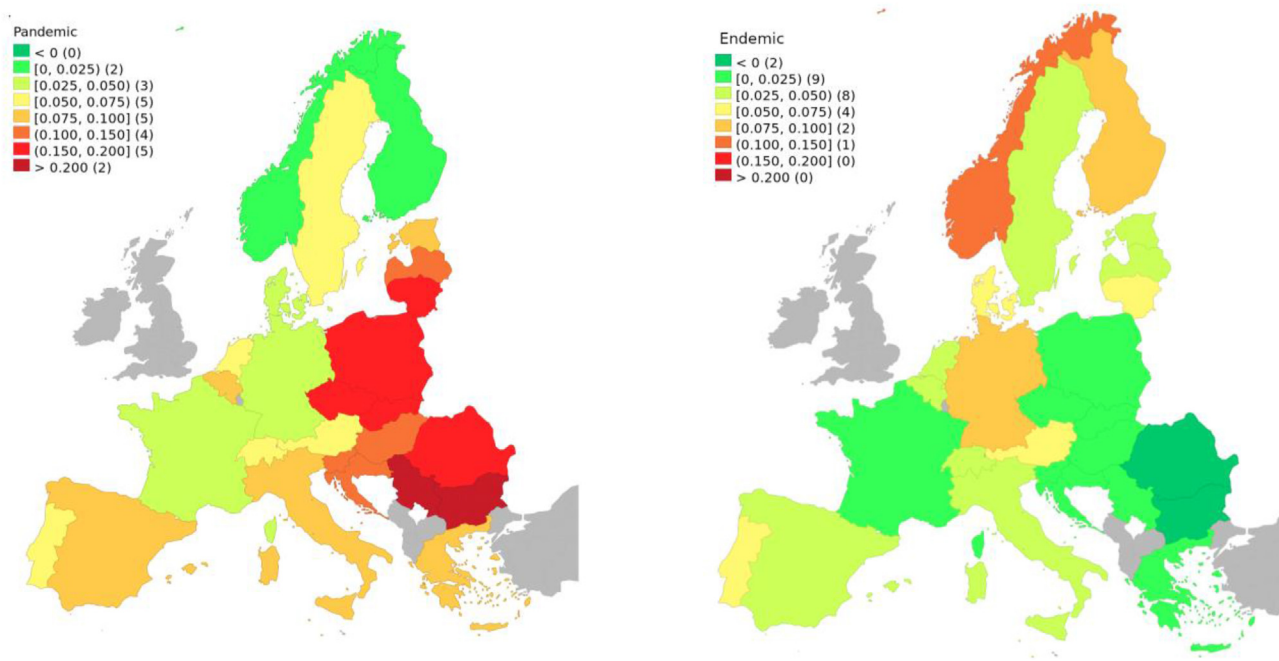 Pandemic
< 0 (0)
[0, 0.025) (2)
[0.025, 0.050) (3)
[0.050, 0.075) (5)
[0.075, 0.100] (5)
(0.100, 0.150] (4)
(0.150, 0.200] (5)
> 0.200 (2)
Endemic
< 0 (2)
[0, 0.025) (9)
[0.025, 0.050) (8)
[0.050, 0.075) (4)
[0.075, 0.100] (2)
(0.100, 0.150] (1)
(0.150, 0.200] (0)
> 0.200 (0)